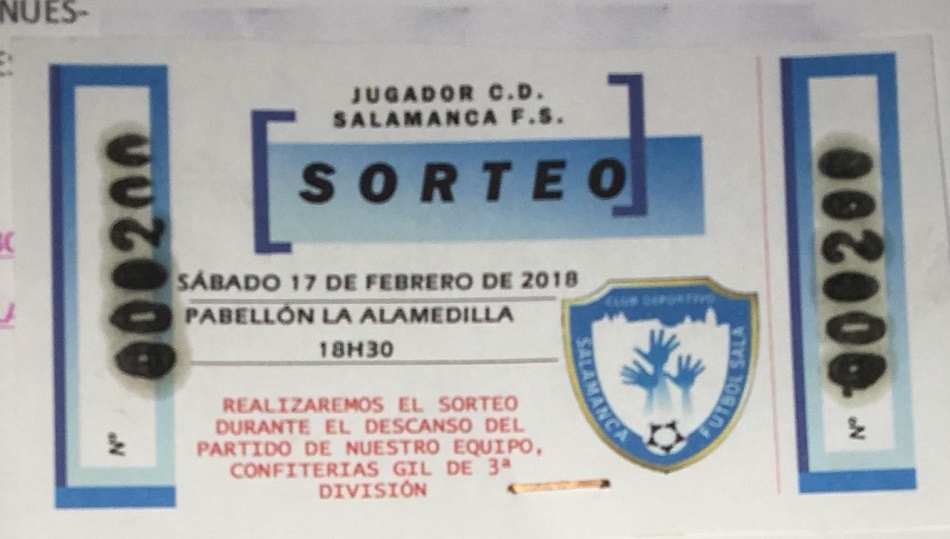 NUES-
JUGADOR C.D.
SALAMANCA F.S.
SORTEO
SÁBADO 17 DE FEBRERO DE 2018
PABELLÓN LA ALAMEDILLA
18H30
REALIZAREMOS EL SORTEO
DURANTE EL DESCANSO DEL
PARTIDO DE NUESTRO EQUIPO,
CONFITERIAS GIL DE 3ª
DIVISIÓN
CLUB DEPORTIVO
SALAMANCA
FUTBOL SALA
Nº 000200
Nº 000200